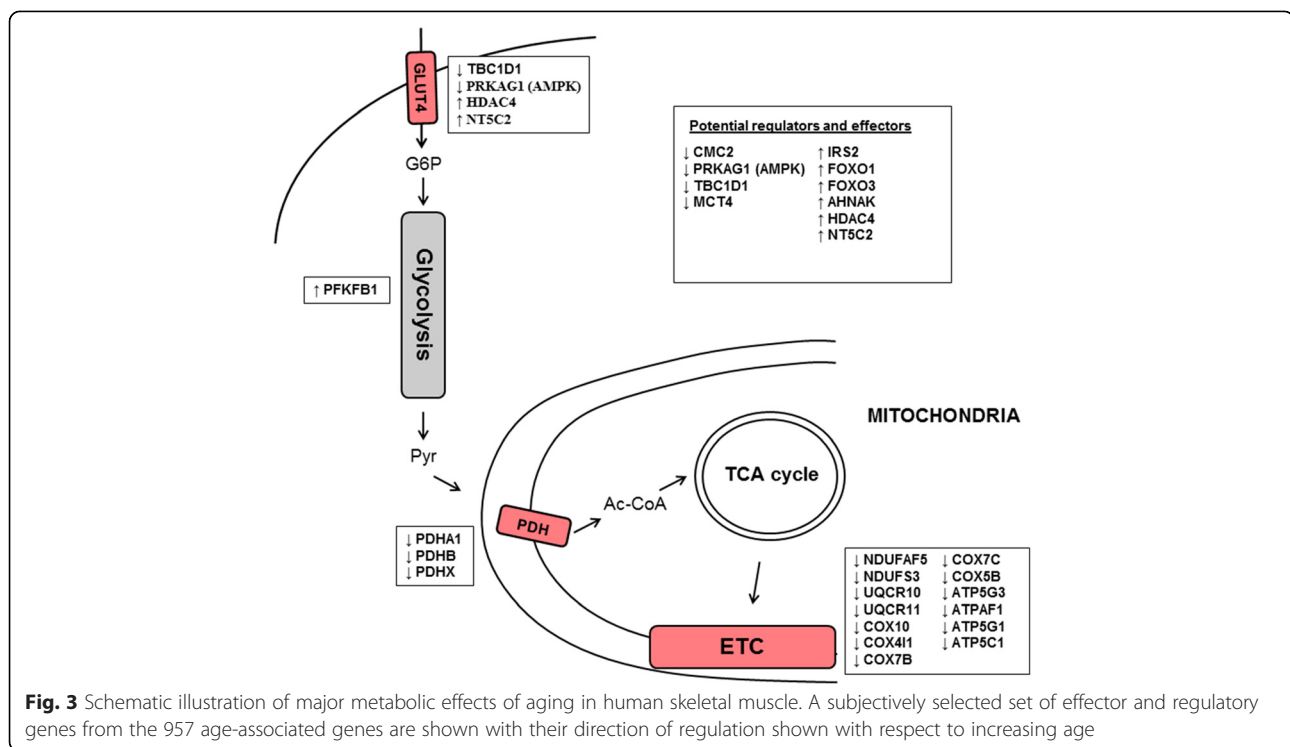 GLUT4
↓ TBC1D1
↓ PRKAG1 (AMPK)
↑ HDAC4
↑ NT5C2
G6P
Glycolysis
↑ PFKFB1
Pyr
Potential regulators and effectors
↓ CMC2
↓ PRKAG1 (AMPK)
↓ TBC1D1
↓ MCT4
↑ IRS2
↑ FOXO1
↑ FOXO3
↑ AHNAK
↑ HDAC4
↑ NT5C2
MITOCHONDRIA
↓ PDHA1
↓ PDHB
↓ PDHX
PDH
Ac-CoA
TCA cycle
ETC
↓ NDUFAF5
↓ NDUFS3
↓ UQCR10
↓ UQCR11
↓ COX10
↓ COX4I1
↓ COX7B
↓ COX7C
↓ COX5B
↓ ATP5G3
↓ ATPAF1
↓ ATP5G1
↓ ATP5C1
Fig. 3 Schematic illustration of major metabolic effects of aging in human skeletal muscle. A subjectively selected set of effector and regulatory
genes from the 957 age-associated genes are shown with their direction of regulation shown with respect to increasing age